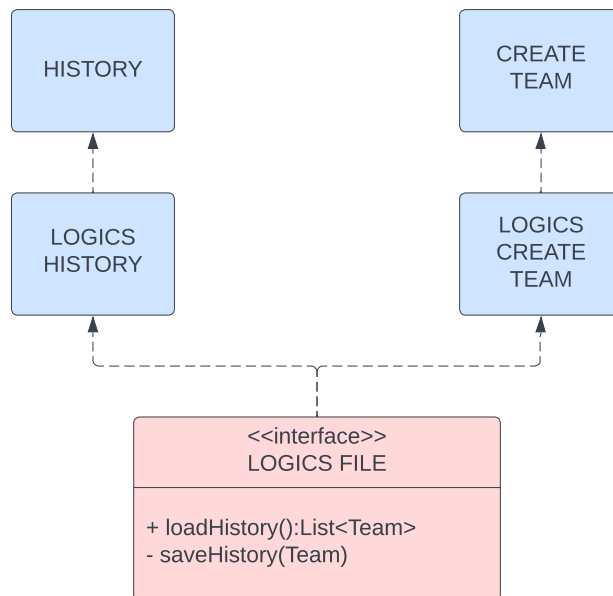 HISTORY
CREATE
TEAM
LOGICS
HISTORY
LOGICS
CREATE
TEAM
<<interface>>
LOGICS FILE
+ loadHistory():List<Team>
- saveHistory(Team)